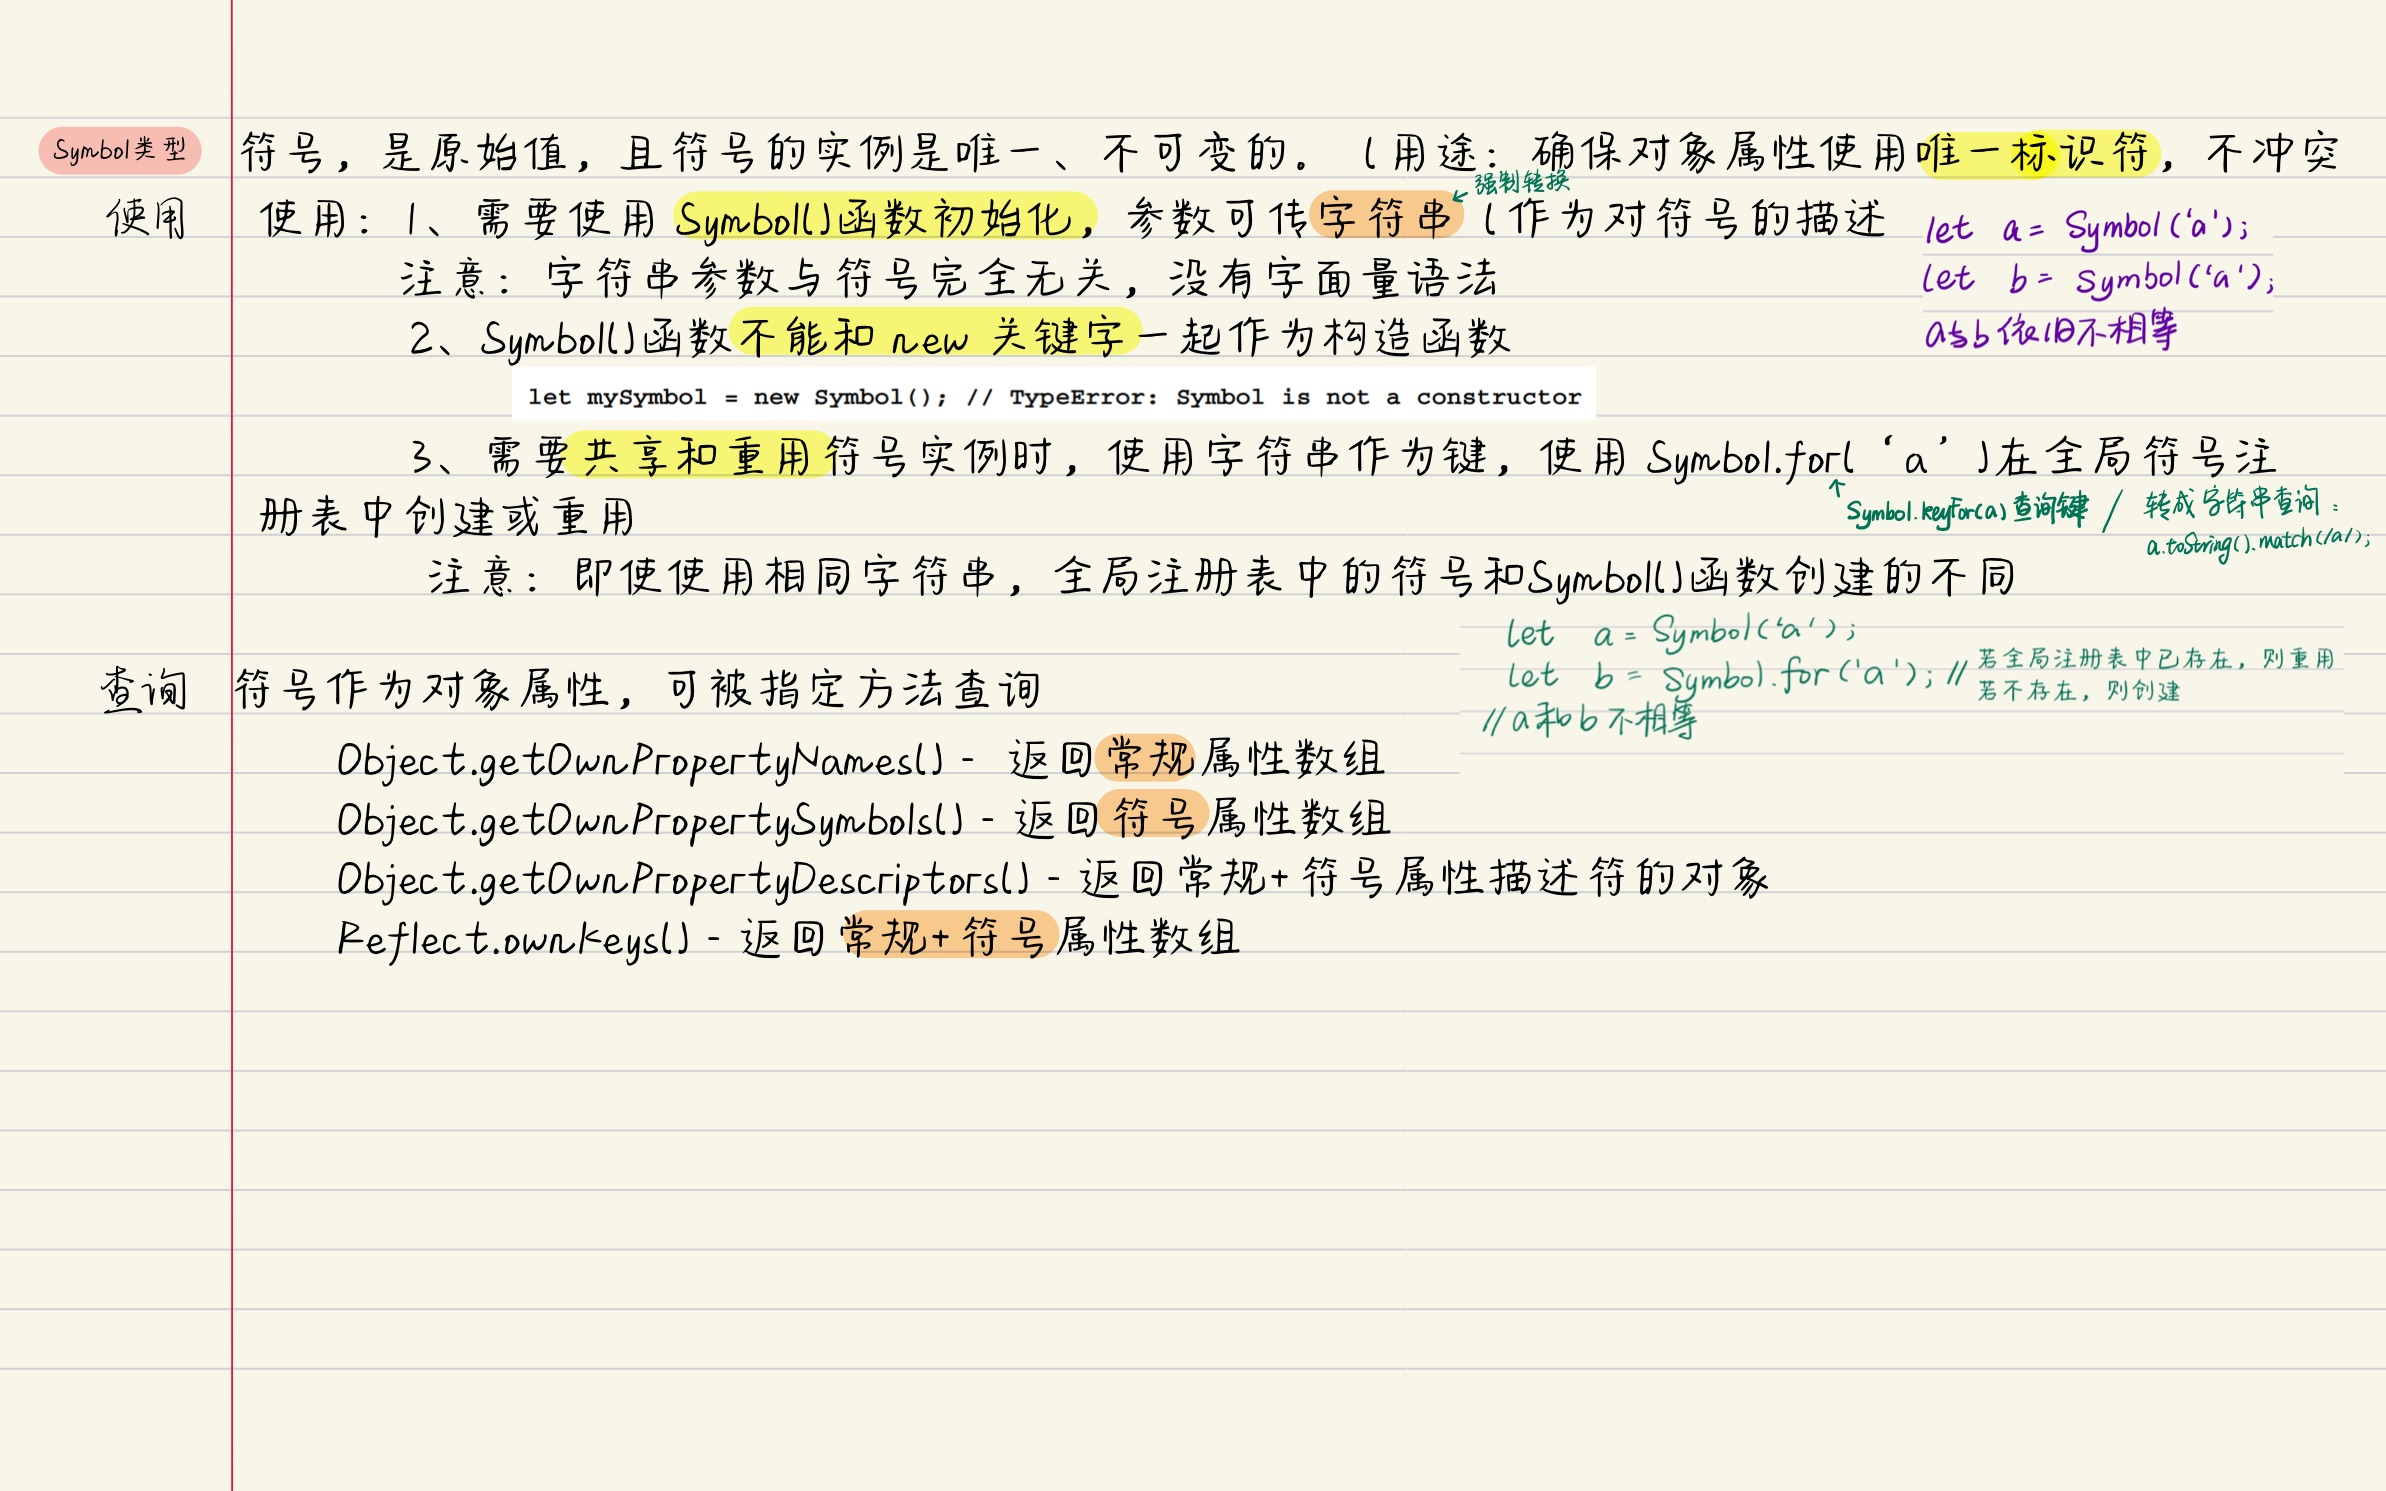 Symbol类型
符号，是原始值，且符号的实例是唯一、不可变的。（用途：确保对象属性使用唯一标识符，不冲突
强制转换
使用
使用：1、需要使用 Symbol()函数初始化，参数可传字符串（作为对符号的描述
let a = Symbol('a');
let b = Symbol('a');
a与b依旧不相等
注意：字符串参数与符号完全无关，没有字面量语法
2、Symbol()函数不能和 new 关键字一起作为构造函数
let mySymbol = new Symbol(); // TypeError: Symbol is not a constructor
3、需要共享和重用符号实例时，使用字符串作为键，使用 Symbol.for(‘a’)在全局符号注
册表中创建或重用
Symbol.keyFor(a) 查询键 / 转成字符串查询：
a.toString().match(/a/);
注意：即使使用相同字符串，全局注册表中的符号和Symbol()函数创建的不同
let a = Symbol('a');
let b = Symbol.for('a'); // 若全局注册表中已存在，则重用
若不存在，则创建
// a和b不相等
查询
符号作为对象属性，可被指定方法查询
Object.getOwnPropertyNames() - 返回常规属性数组
Object.getOwnPropertySymbols() - 返回符号属性数组
Object.getOwnPropertyDescriptors() - 返回常规+符号属性描述符的对象
Reflect.ownKeys() - 返回常规+符号属性数组